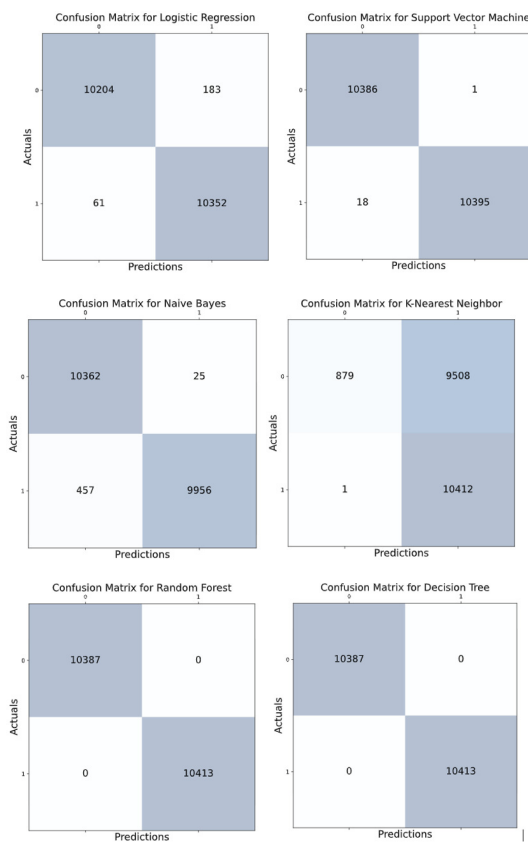 Confusion Matrix for Logistic Regression
0 1
0 10204 183
1 61 10352
Actuals
Predictions
Confusion Matrix for Support Vector Machine
0 1
0 10386 1
1 18 10395
Actuals
Predictions
Confusion Matrix for Naive Bayes
0 1
0 10362 25
1 457 9956
Actuals
Predictions
Confusion Matrix for K-Nearest Neighbor
0 1
0 879 9508
1 1 10412
Actuals
Predictions
Confusion Matrix for Random Forest
0 1
0 10387 0
1 0 10413
Actuals
Predictions
Confusion Matrix for Decision Tree
0 1
0 10387 0
1 0 10413
Actuals
Predictions